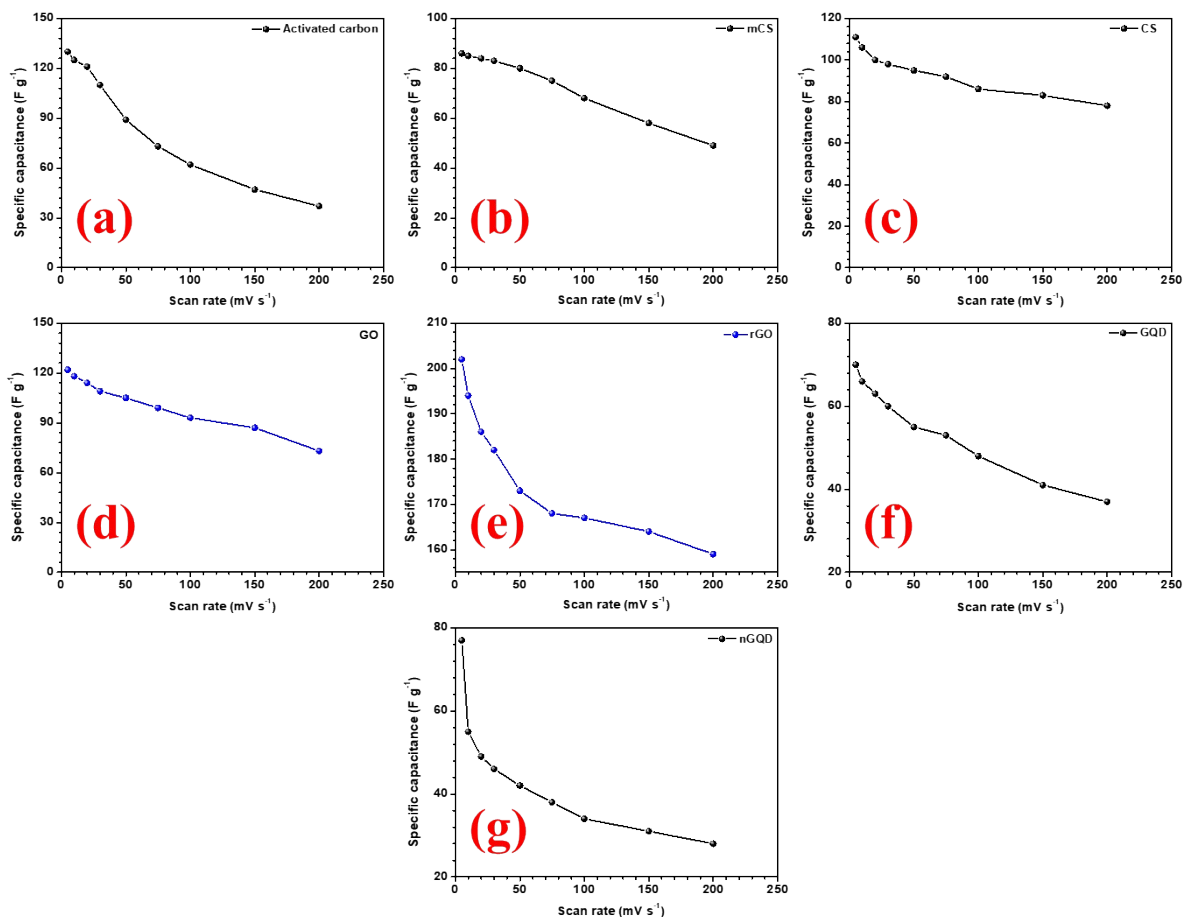 150
120
90
60
30
0
0 50 100 150 200 250
Specific capacitance (F g⁻¹)
Scan rate (mV s⁻¹)
Activated carbon
(a)
100
80
60
40
20
0
0 50 100 150 200 250
Specific capacitance (F g⁻¹)
Scan rate (mV s⁻¹)
mCS
(b)
120
100
80
60
40
20
0
0 50 100 150 200 250
Specific capacitance (F g⁻¹)
Scan rate (mV s⁻¹)
CS
(c)
150
120
90
60
30
0
0 50 100 150 200 250
Specific capacitance (F g⁻¹)
Scan rate (mV s⁻¹)
GO
(d)
210
200
190
180
170
160
0 50 100 150 200 250
Specific capacitance (F g⁻¹)
Scan rate (mV s⁻¹)
rGO
(e)
80
60
40
20
0 50 100 150 200 250
Specific capacitance (F g⁻¹)
Scan rate (mV s⁻¹)
GQD
(f)
80
60
40
20
0 50 100 150 200 250
Specific capacitance (F g⁻¹)
Scan rate (mV s⁻¹)
nGQD
(g)